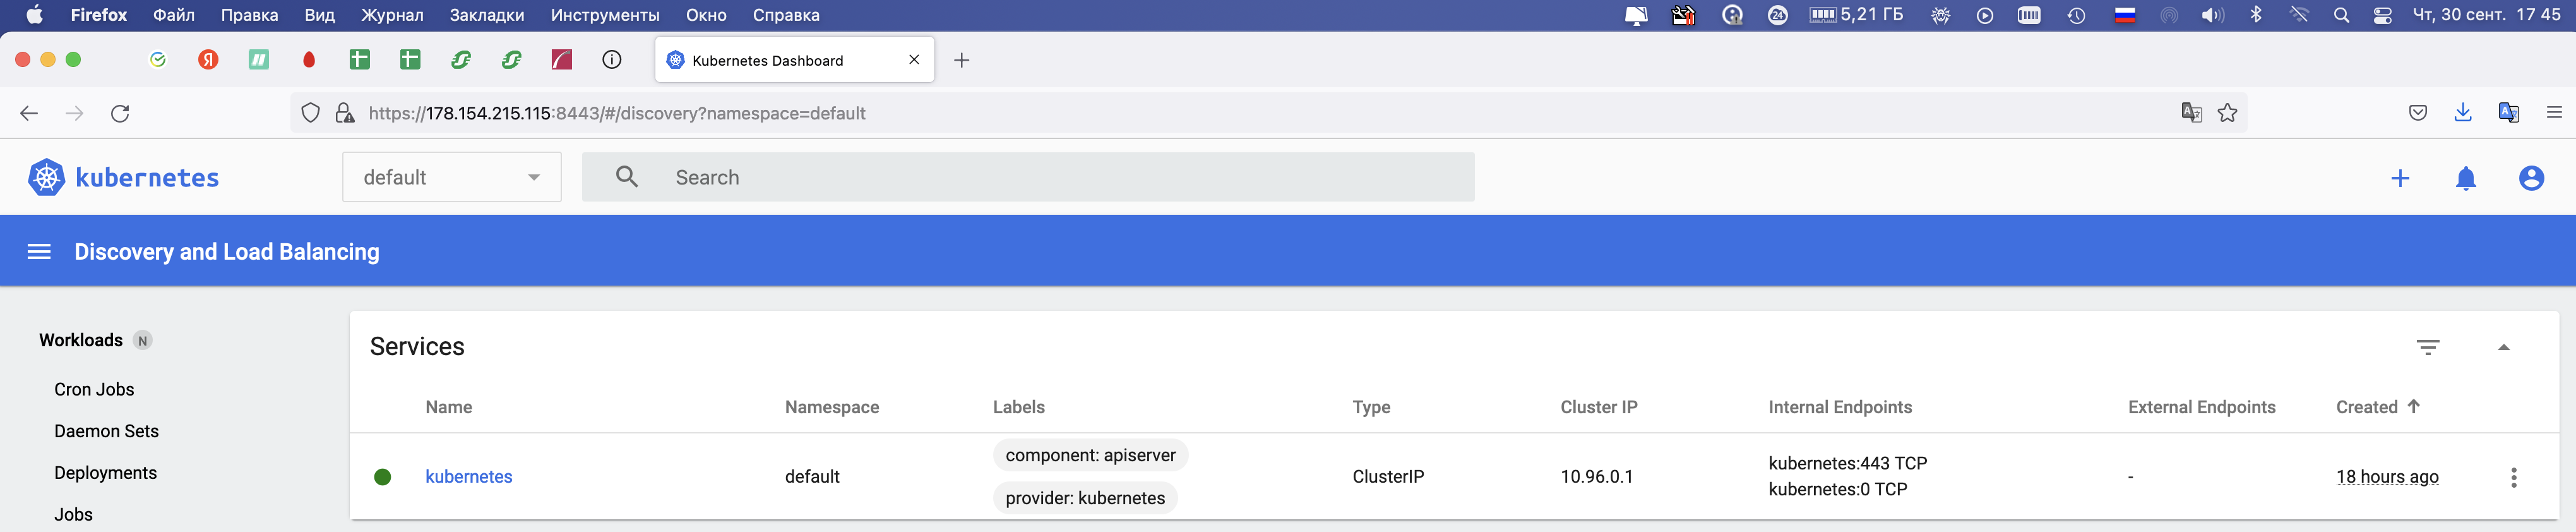 Firefox Файл Правка Вид Журнал Закладки Инструменты Окно Справка 24 5,21 ГБ Чт, 30 сент. 17 45
Я Kubernetes Dashboard
https://178.154.215.115:8443/#/discovery?namespace=default
kubernetes default Search
Discovery and Load Balancing
Workloads N
Cron Jobs
Daemon Sets
Deployments
Jobs
Services
Name Namespace Labels Type Cluster IP Internal Endpoints External Endpoints Created
kubernetes default component: apiserver ClusterIP 10.96.0.1 kubernetes:443 TCP - 18 hours ago
provider: kubernetes kubernetes:0 TCP